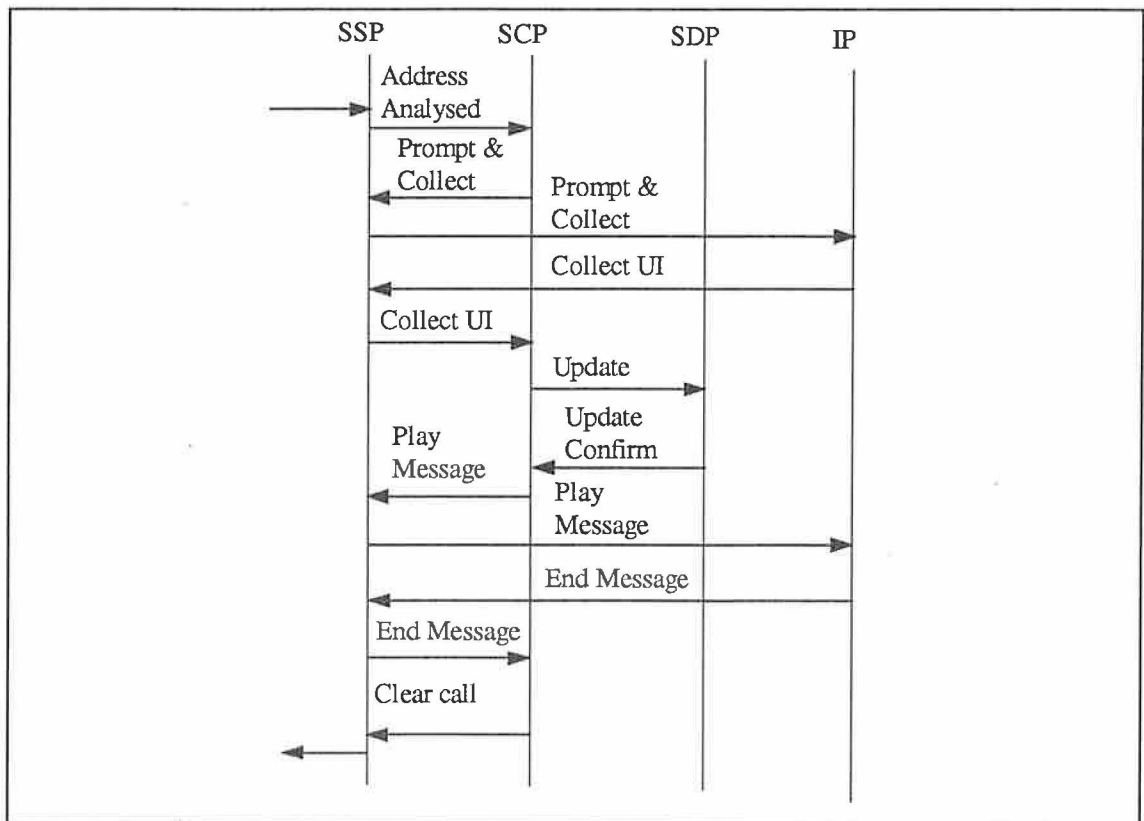 SSP SCP SDP IP
Address
Analysed
Prompt &
Collect
Prompt &
Collect
Collect UI
Collect UI
Update
Update
Confirm
Play
Message
Play
Message
End Message
End Message
Clear call